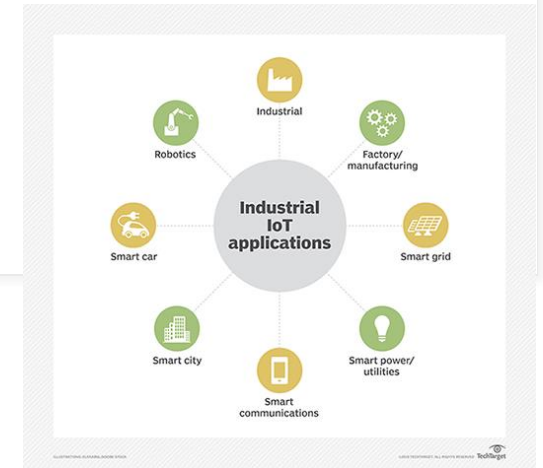 Industrial
Robotics
Factory/
manufacturing
Industrial
IoT
applications
Smart car
Smart grid
Smart city
Smart power/
utilities
Smart
communications
TechTarget